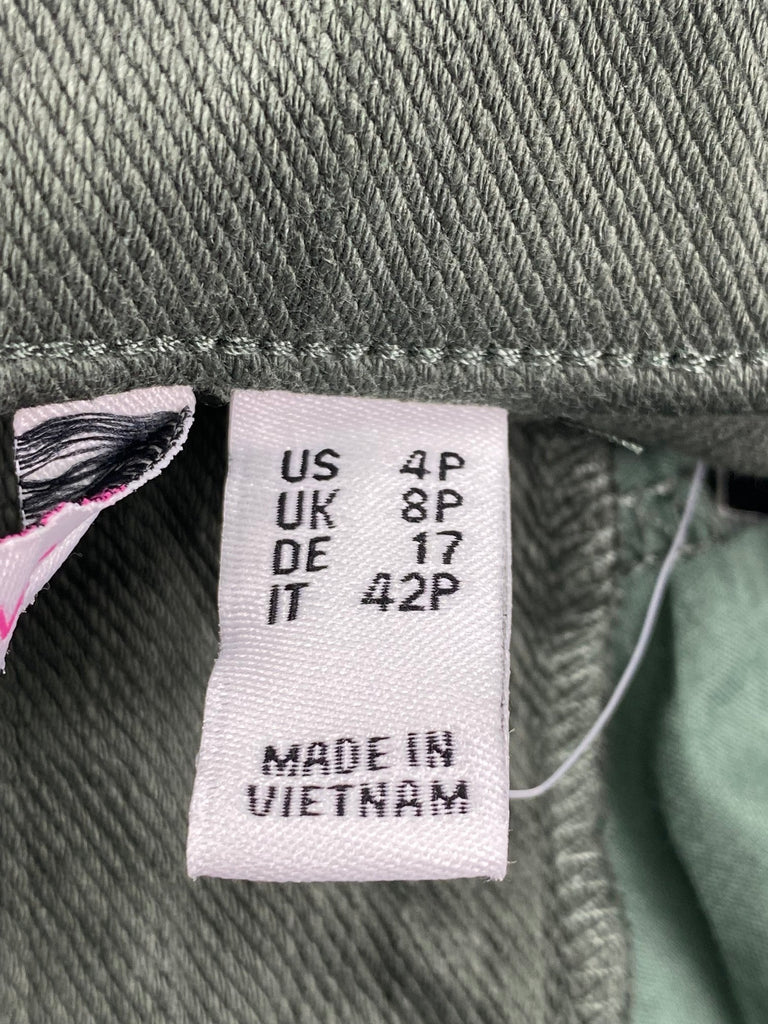 US 4P
UK 8P
DE 17
IT 42P
MADE IN
VIETNAM